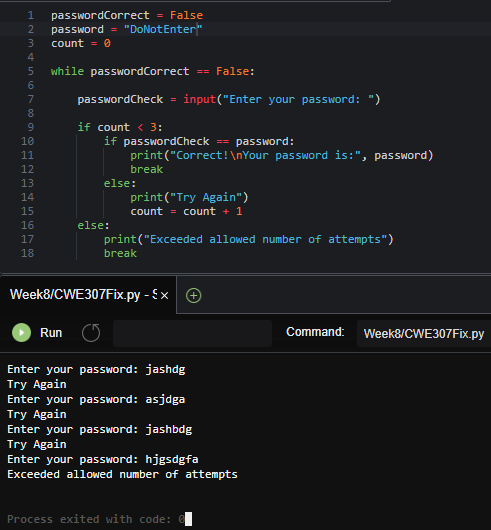 1 passwordCorrect = False
2 password = "DoNotEnter"
3 count = 0
4
5 while passwordCorrect == False:
6
7     passwordCheck = input("Enter your password: ")
8
9     if count < 3:
10         if passwordCheck == password:
11             print("Correct!\nYour password is:", password)
12             break
13         else:
14             print("Try Again")
15             count = count + 1
16     else:
17         print("Exceeded allowed number of attempts")
18         break
Week8/CWE307Fix.py - S ×
Run Command: Week8/CWE307Fix.py
Enter your password: jashdg
Try Again
Enter your password: asjdga
Try Again
Enter your password: jashbdg
Try Again
Enter your password: hjgsdgfa
Exceeded allowed number of attempts
Process exited with code: 0